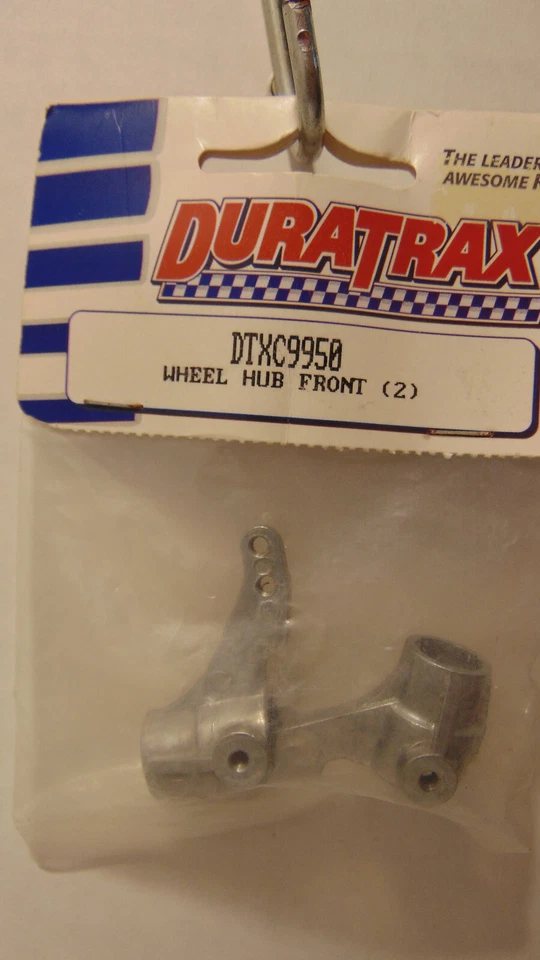 THE LEADER
AWESOME
DURATRAX
DTXC9950
WHEEL HUB FRONT (2)